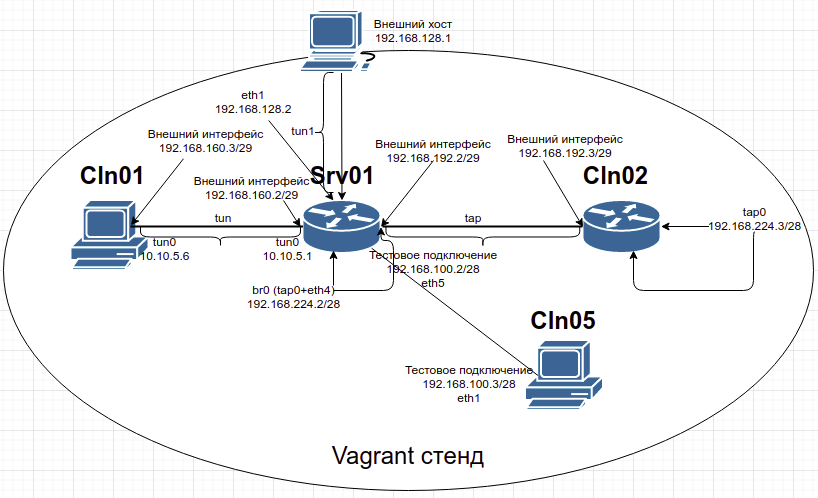 Внешний хост
192.168.128.1
eth1
192.168.128.2
tun1
Внешний интерфейс
192.168.160.3/29
Внешний интерфейс
192.168.192.2/29
Внешний интерфейс
192.168.192.3/29
Cln01
Внешний интерфейс
192.168.160.2/29
Srv01
Cln02
tun
tap
tap0
192.168.224.3/28
tun0
10.10.5.6
tun0
10.10.5.1
Тестовое подключение
192.168.100.2/28
eth5
br0 (tap0+eth4)
192.168.224.2/28
Cln05
Тестовое подключение
192.168.100.3/28
eth1
Vagrant стенд